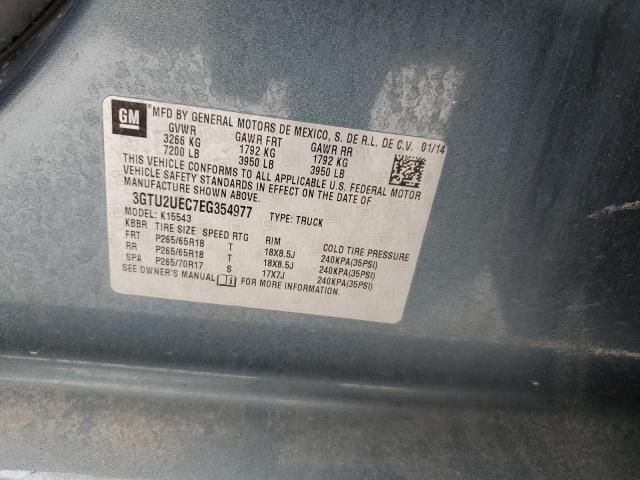 GM
MFD BY GENERAL MOTORS DE MEXICO, S. DE R.L. DE C.V. 01/14
GVWR GAWR FRT GAWR RR
3266 KG 1792 KG 1792 KG
7200 LB 3950 LB 3950 LB
THIS VEHICLE CONFORMS TO ALL APPLICABLE U.S. FEDERAL MOTOR
VEHICLE SAFETY STANDARDS IN EFFECT ON THE DATE OF
MANUFACTURE SHOWN ABOVE.
3GTU2UEC7EG354977 TYPE: TRUCK
MODEL: K15543
KBBR TIRE SIZE SPEED RTG RIM COLD TIRE PRESSURE
FRT P265/65R18 T 18X8.5J 240KPA(35PSI)
RR P265/65R18 T 18X8.5J 240KPA(35PSI)
SPA P265/70R17 S 17X7J 240KPA(35PSI)
SEE OWNER'S MANUAL FOR MORE INFORMATION.